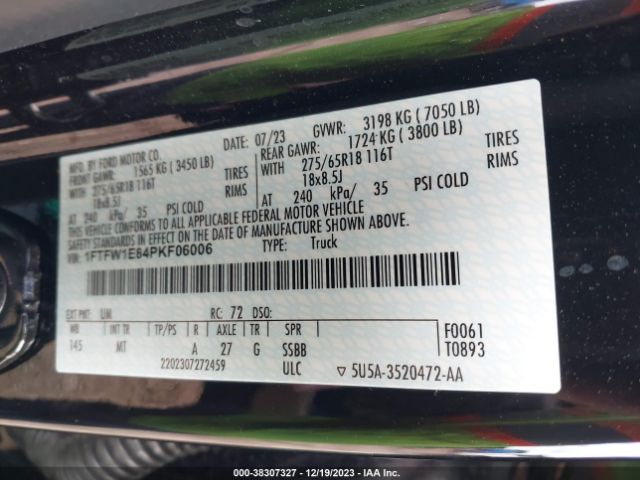 MFD. BY FORD MOTOR CO. DATE: 07/23 GVWR: 3198 KG ( 7050 LB)
FRONT GAWR: 1565 KG ( 3450 LB) REAR GAWR: 1724 KG ( 3800 LB)
WITH 275/65R18 116T TIRES WITH 275/65R18 116T TIRES
18x8.5J RIMS 18x8.5J RIMS
AT 240 kPa/ 35 PSI COLD AT 240 kPa/ 35 PSI COLD
THIS VEHICLE CONFORMS TO ALL APPLICABLE FEDERAL MOTOR VEHICLE
SAFETY STANDARDS IN EFFECT ON THE DATE OF MANUFACTURE SHOWN ABOVE.
1FTFW1E84PKF06006 TYPE: Truck
EXT PNT: UM RC: 72 DSO:
WB INT TR TP/PS R AXLE TR SPR F0061
145 MT A 27 G SSBB T0893
2202307272459 ULC 5U5A-3520472-AA
000-38307327 - 12/19/2023 - IAA Inc.